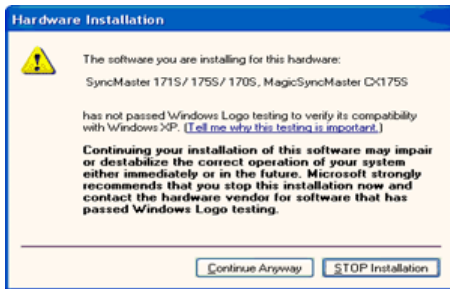 Hardware Installation
The software you are installing for this hardware:
SyncMaster 171S/ 175S/ 170S, MagicSyncMaster CX175S
has not passed Windows Logo testing to verify its compatibility
with Windows XP. (Tell me why this testing is important.)
Continuing your installation of this software may impair
or destabilize the correct operation of your system
either immediately or in the future. Microsoft strongly
recommends that you stop this installation now and
contact the hardware vendor for software that has
passed Windows Logo testing.
Continue Anyway STOP Installation